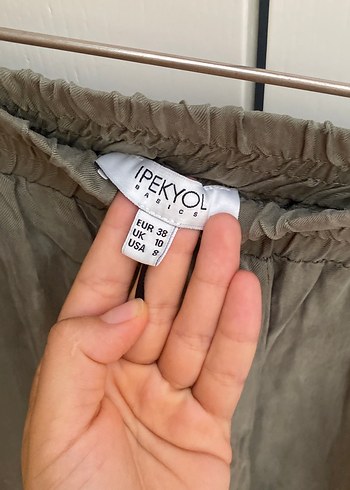 IPEKYOL
BASICS
EUR 38
UK 10
USA 8